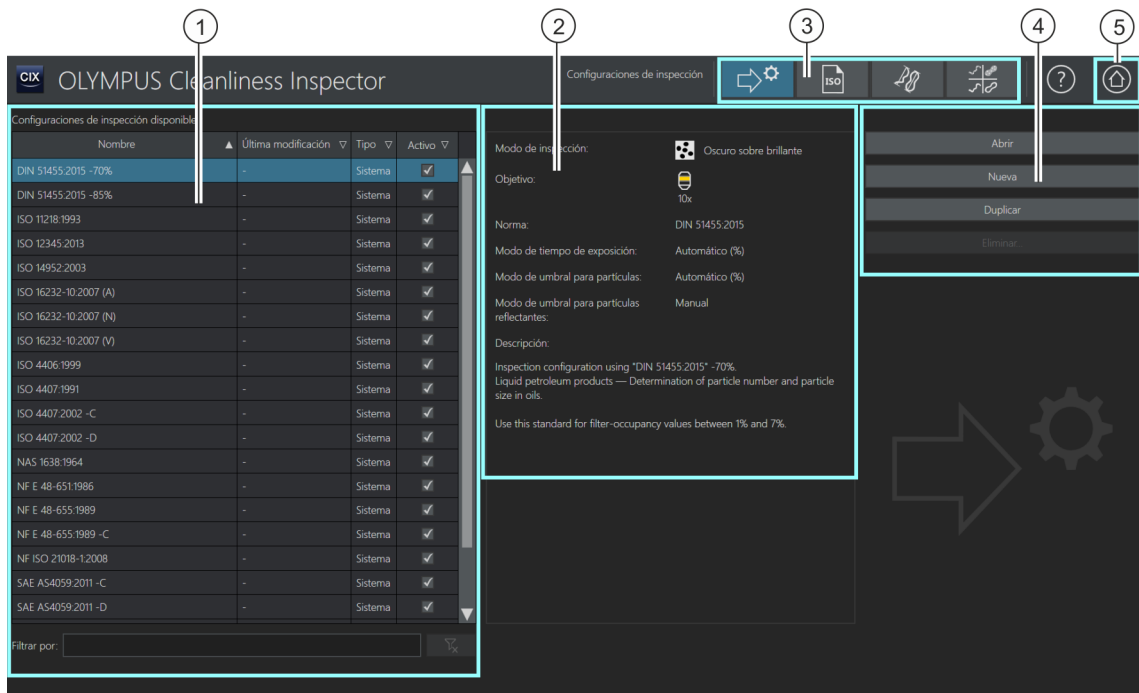 1
2
3
4
5
CIX OLYMPUS Cleanliness Inspector
Configuraciones de inspección
ISO
?
Configuraciones de inspección disponible
Nombre Última modificación Tipo Activo
DIN 51455:2015 -70% - Sistema
DIN 51455:2015 -85% - Sistema
ISO 11218:1993 - Sistema
ISO 12345:2013 - Sistema
ISO 14952:2003 - Sistema
ISO 16232-10:2007 (A) - Sistema
ISO 16232-10:2007 (N) - Sistema
ISO 16232-10:2007 (V) - Sistema
ISO 4406:1999 - Sistema
ISO 4407:1991 - Sistema
ISO 4407:2002 -C - Sistema
ISO 4407:2002 -D - Sistema
NAS 1638:1964 - Sistema
NF E 48-651:1986 - Sistema
NF E 48-655:1989 - Sistema
NF E 48-655:1989 -C - Sistema
NF ISO 21018-1:2008 - Sistema
SAE AS4059:2011 -C - Sistema
SAE AS4059:2011 -D - Sistema
Filtrar por:
Modo de inspección: Oscuro sobre brillante
Objetivo:
10x
Norma: DIN 51455:2015
Modo de tiempo de exposición: Automático (%)
Modo de umbral para partículas: Automático (%)
Modo de umbral para partículas Manual
reflectantes:
Descripción:
Inspection configuration using "DIN 51455:2015" -70%.
Liquid petroleum products — Determination of particle number and particle
size in oils.
Use this standard for filter-occupancy values between 1% and 7%.
Abrir
Nueva
Duplicar
Eliminar...